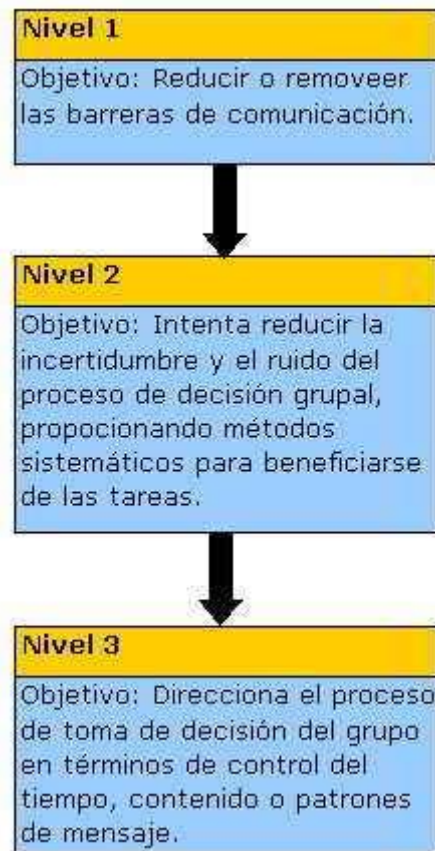 Nivel 1
Objetivo: Reducir o removeer
las barreras de comunicación.
Nivel 2
Objetivo: Intenta reducir la
incertidumbre y el ruido del
proceso de decisión grupal,
propocionando métodos
sistemáticos para beneficiarse
de las tareas.
Nivel 3
Objetivo: Direcciona el proceso
de toma de decisión del grupo
en términos de control del
tiempo, contenido o patrones
de mensaje.